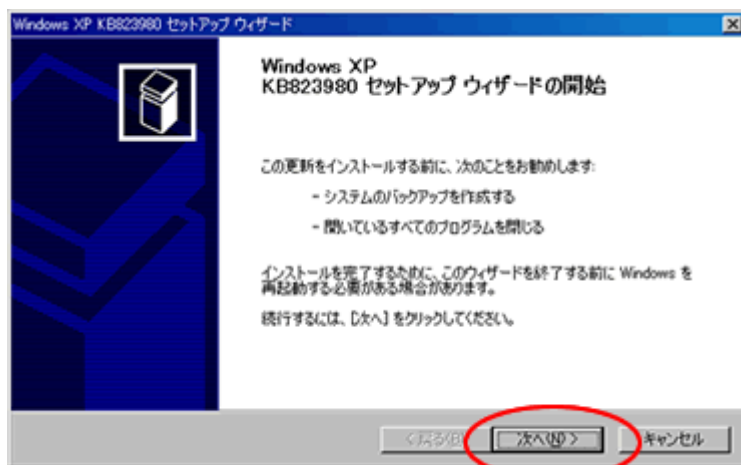 Windows XP KB823980 セットアップ ウィザード
Windows XP
KB823980 セットアップ ウィザードの開始
この更新をインストールする前に、次のことをお勧めします:
- システムのバックアップを作成する
- 開いているすべてのプログラムを閉じる
インストールを完了するために、このウィザードを終了する前に Windows を
再起動する必要がある場合があります。
続行するには、[次へ] をクリックしてください。
< 戻る(B) 次へ(N) > キャンセル